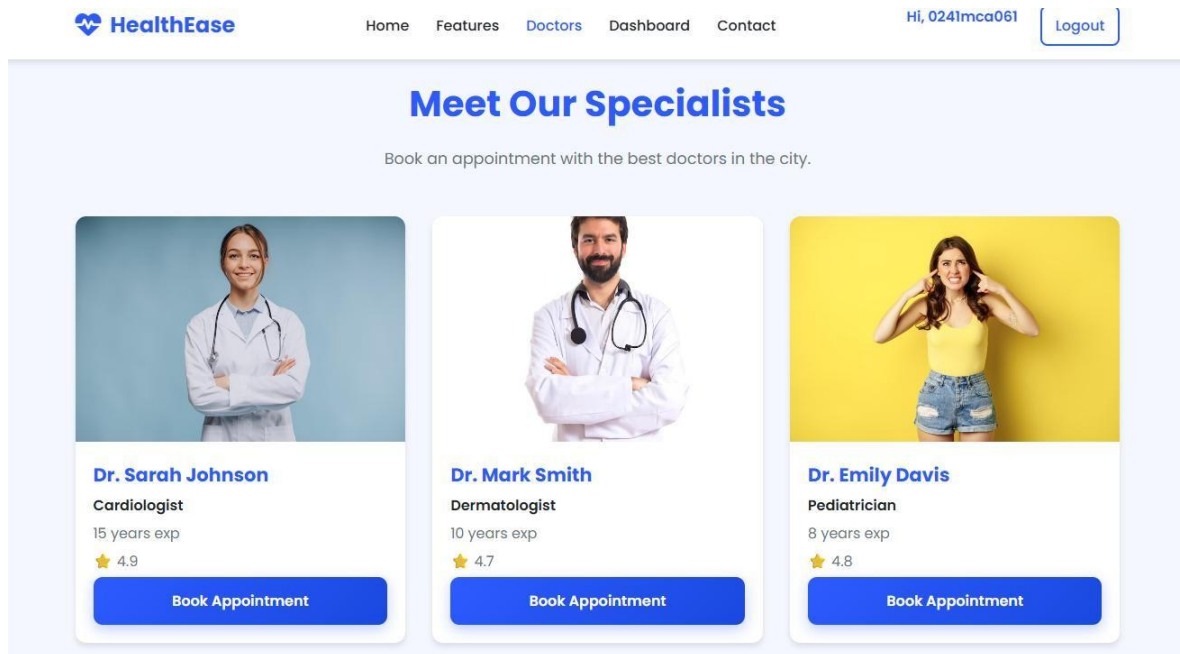 HealthEase
Home Features Doctors Dashboard Contact
Hi, 0241mca061
Logout
Meet Our Specialists
Book an appointment with the best doctors in the city.
Dr. Sarah Johnson
Cardiologist
15 years exp
4.9
Book Appointment
Dr. Mark Smith
Dermatologist
10 years exp
4.7
Book Appointment
Dr. Emily Davis
Pediatrician
8 years exp
4.8
Book Appointment